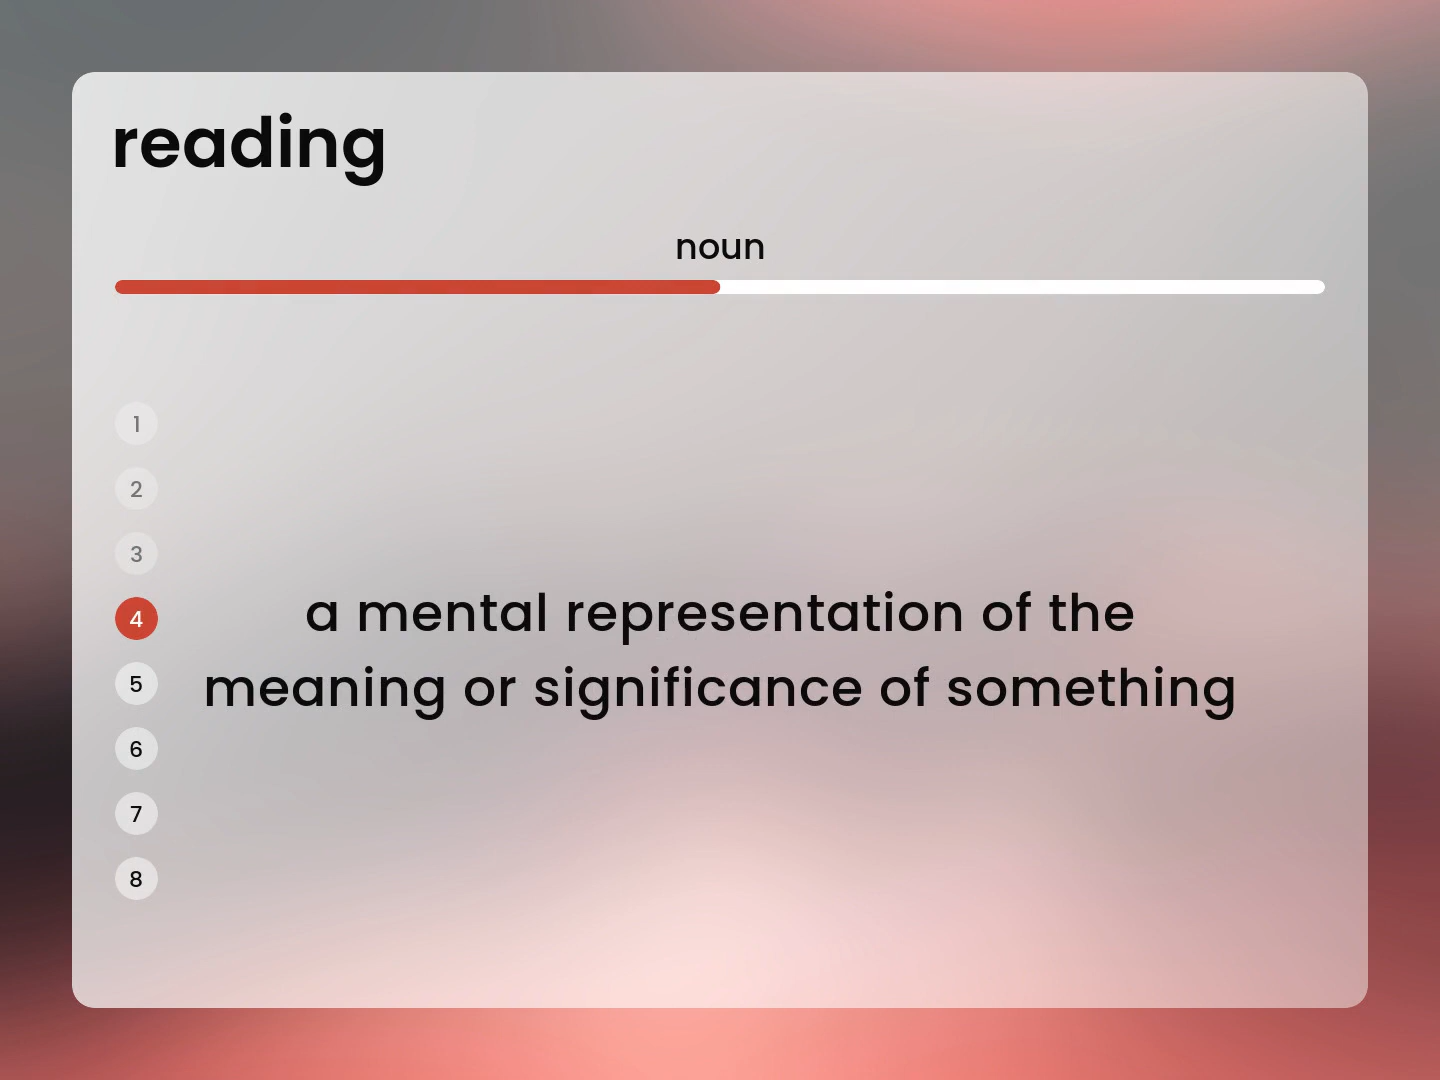 reading
noun
1
2
3
4
5
6
7
8
a mental representation of the
meaning or significance of something